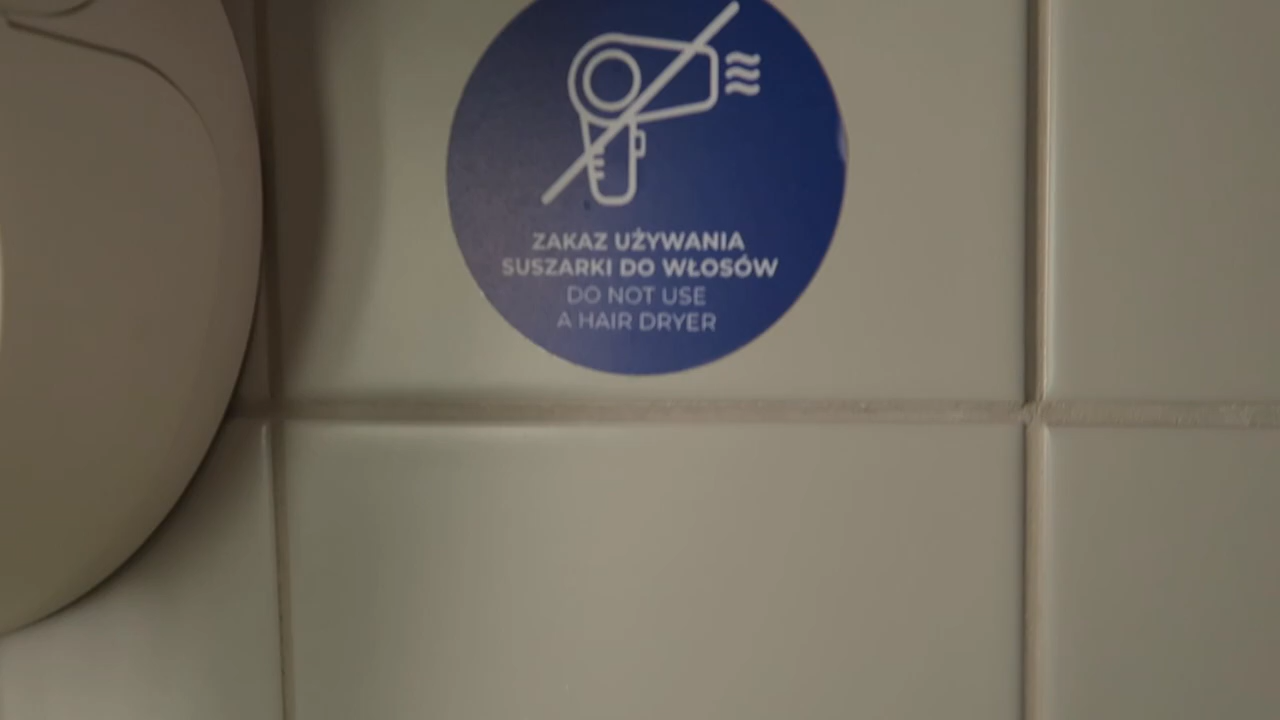 ZAKAZ UŻYWANIA
SUSZARKI DO WŁOSÓW
DO NOT USE
A HAIR DRYER